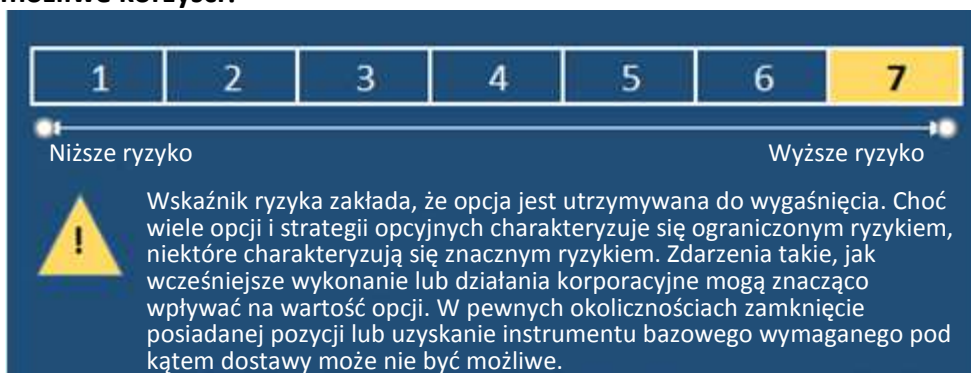 możliwe korzyści?
1 2 3 4 5 6 7
Niższe ryzyko Wyższe ryzyko
!
Wskaźnik ryzyka zakłada, że opcja jest utrzymywana do wygaśnięcia. Choć
wiele opcji i strategii opcyjnych charakteryzuje się ograniczonym ryzykiem,
niektóre charakteryzują się znacznym ryzykiem. Zdarzenia takie, jak
wcześniejsze wykonanie lub działania korporacyjne mogą znacząco
wpływać na wartość opcji. W pewnych okolicznościach zamknięcie
posiadanej pozycji lub uzyskanie instrumentu bazowego wymaganego pod
kątem dostawy może nie być możliwe.